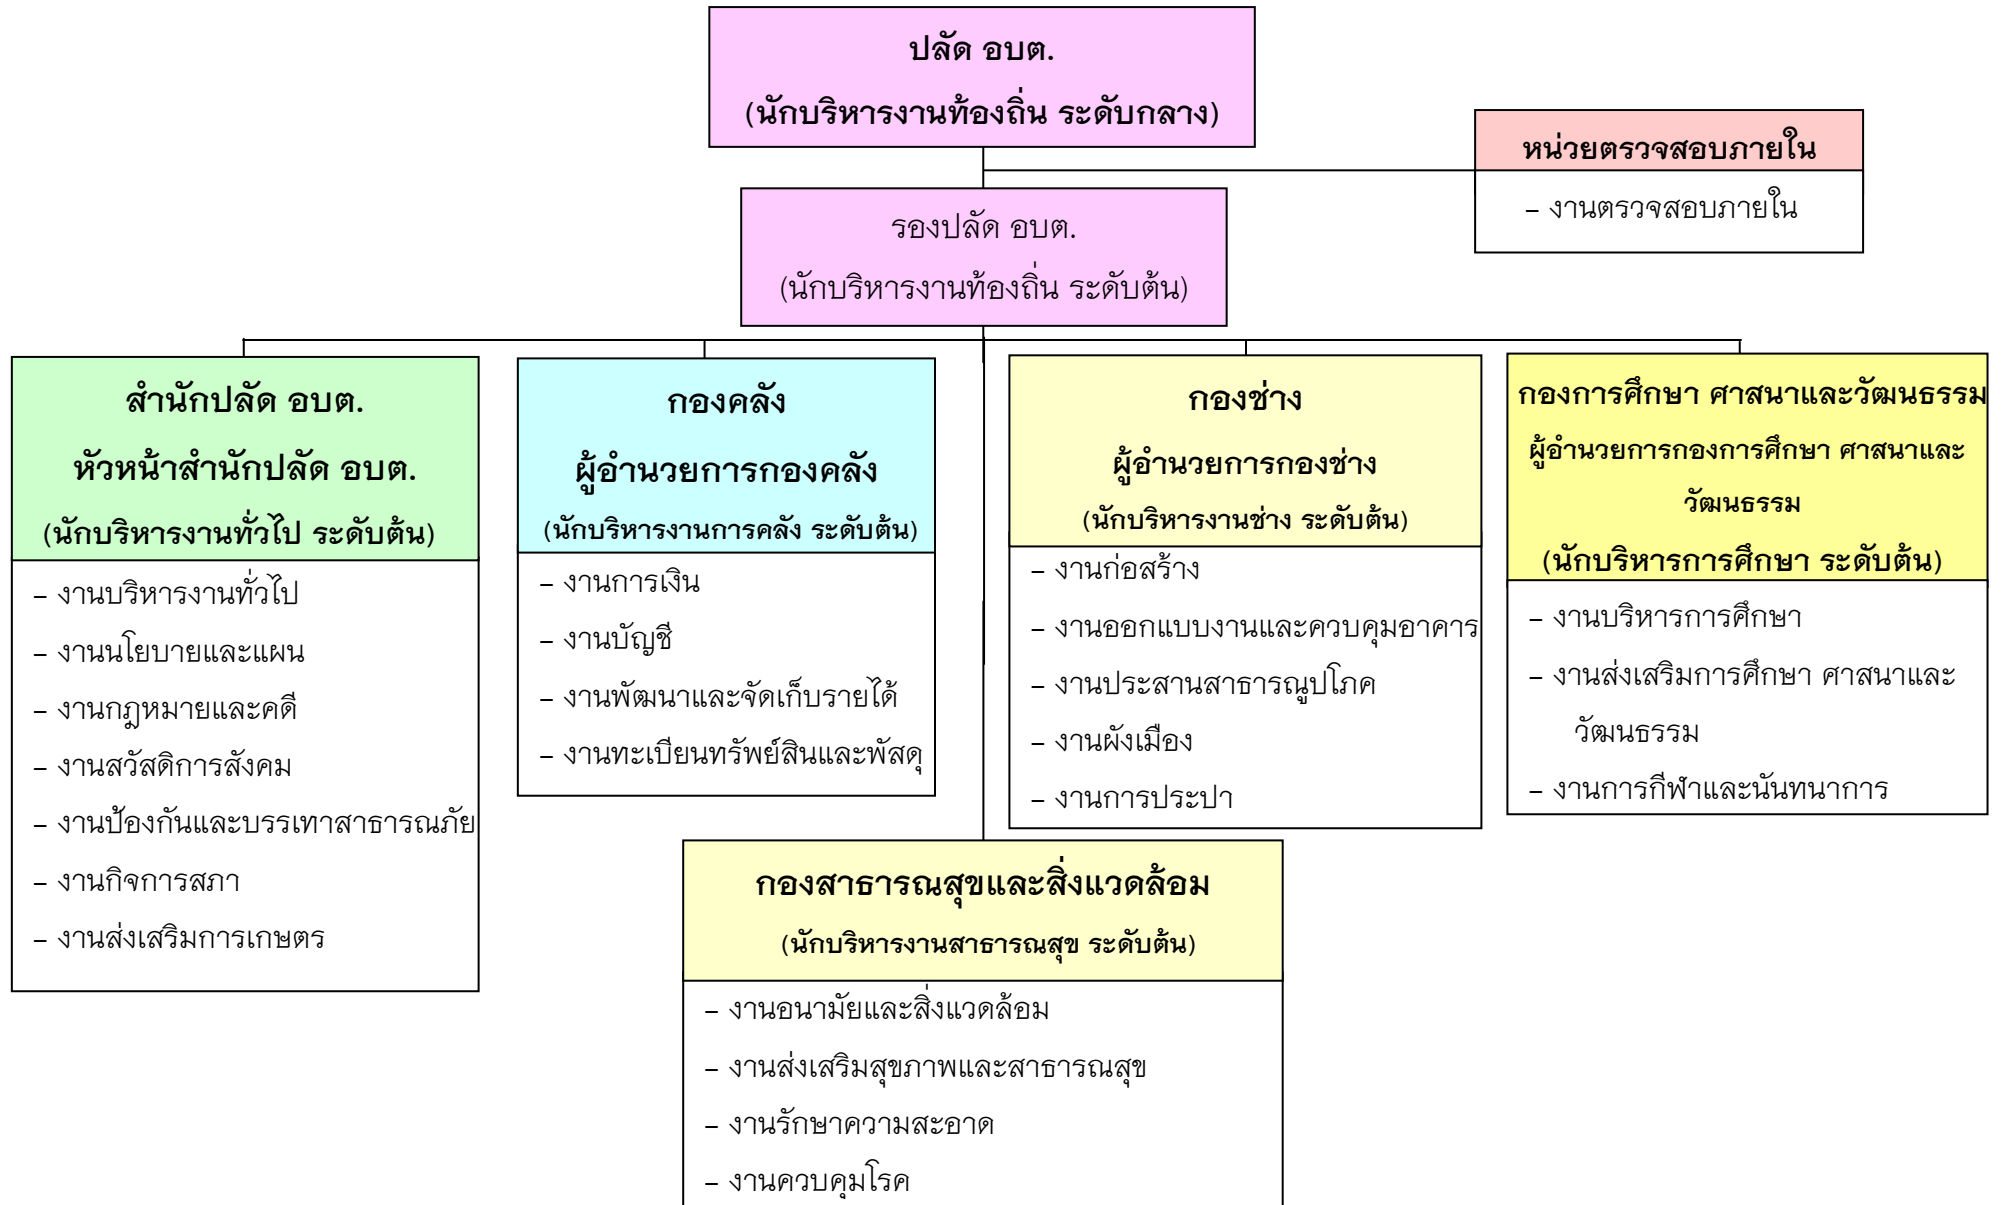 ปลัด อบต.
(นักบริหารงานท้องถิ่น ระดับกลาง)
หน่วยตรวจสอบภายใน
- งานตรวจสอบภายใน
รองปลัด อบต.
(นักบริหารงานท้องถิ่น ระดับต้น)
สำนักปลัด อบต.
หัวหน้าสำนักปลัด อบต.
(นักบริหารงานทั่วไป ระดับต้น)
- งานบริหารงานทั่วไป
- งานนโยบายและแผน
- งานกฎหมายและคดี
- งานสวัสดิการสังคม
- งานป้องกันและบรรเทาสาธารณภัย
- งานกิจการสภา
- งานส่งเสริมการเกษตร
กองคลัง
ผู้อำนวยการกองคลัง
(นักบริหารงานการคลัง ระดับต้น)
- งานการเงิน
- งานบัญชี
- งานพัฒนาและจัดเก็บรายได้
- งานทะเบียนทรัพย์สินและพัสดุ
กองช่าง
ผู้อำนวยการกองช่าง
(นักบริหารงานช่าง ระดับต้น)
- งานก่อสร้าง
- งานออกแบบงานและควบคุมอาคาร
- งานประสานสาธารณูปโภค
- งานผังเมือง
- งานการประปา
กองการศึกษา ศาสนาและวัฒนธรรม
ผู้อำนวยการกองการศึกษา ศาสนาและ
วัฒนธรรม
(นักบริหารการศึกษา ระดับต้น)
- งานบริหารการศึกษา
- งานส่งเสริมการศึกษา ศาสนาและ
วัฒนธรรม
- งานการกีฬาและนันทนาการ
กองสาธารณสุขและสิ่งแวดล้อม
(นักบริหารงานสาธารณสุข ระดับต้น)
- งานอนามัยและสิ่งแวดล้อม
- งานส่งเสริมสุขภาพและสาธารณสุข
- งานรักษาความสะอาด
- งานควบคุมโรค